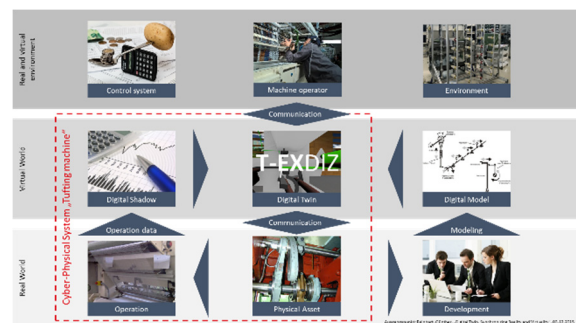 Real and virtual
environment
Control system
Machine operator
Environment
Communication
Cyber-Physical System „Tufting machine“
Virtual World
T-EXDIZ
Digital Shadow
Digital Twin
Digital Model
Operation data
Communication
Modeling
Real World
Operation
Physical Asset
Development